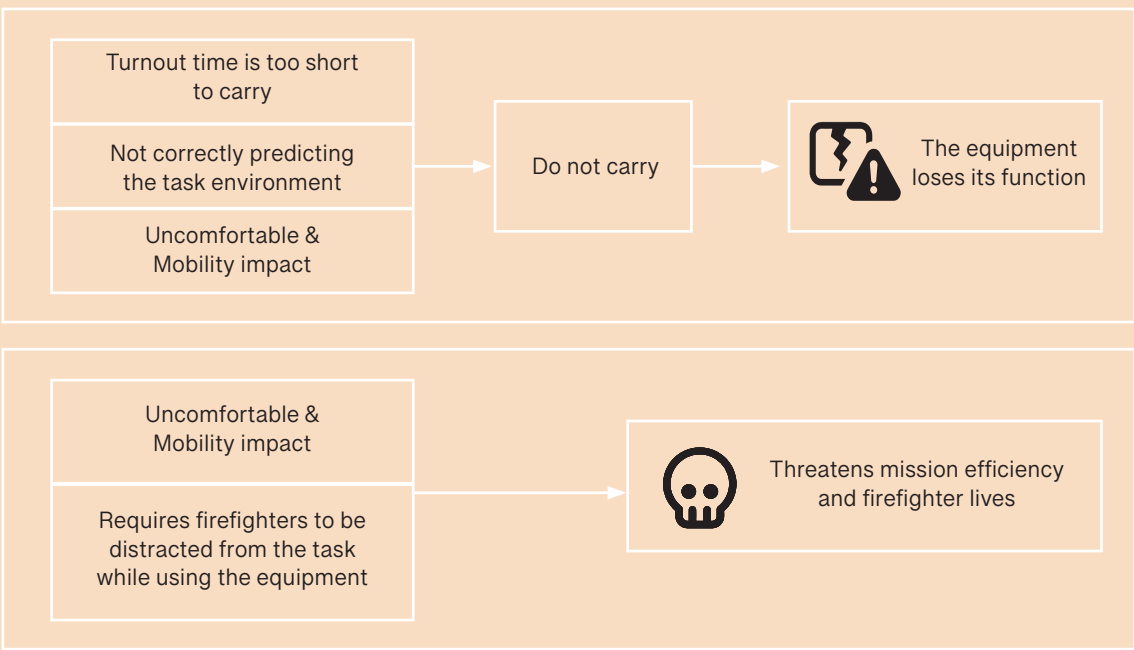 Turnout time is too short
to carry
Not correctly predicting
the task environment
Uncomfortable &
Mobility impact
Do not carry
The equipment
loses its function
Uncomfortable &
Mobility impact
Requires firefighters to be
distracted from the task
while using the equipment
Threatens mission efficiency
and firefighter lives